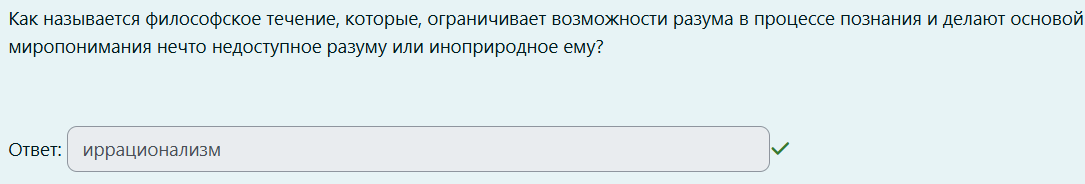 Как называется философское течение, которые, ограничивает возможности разума в процессе познания и делают основой
миропонимания нечто недоступное разуму или иноприродное ему?
Ответ: иррационализм